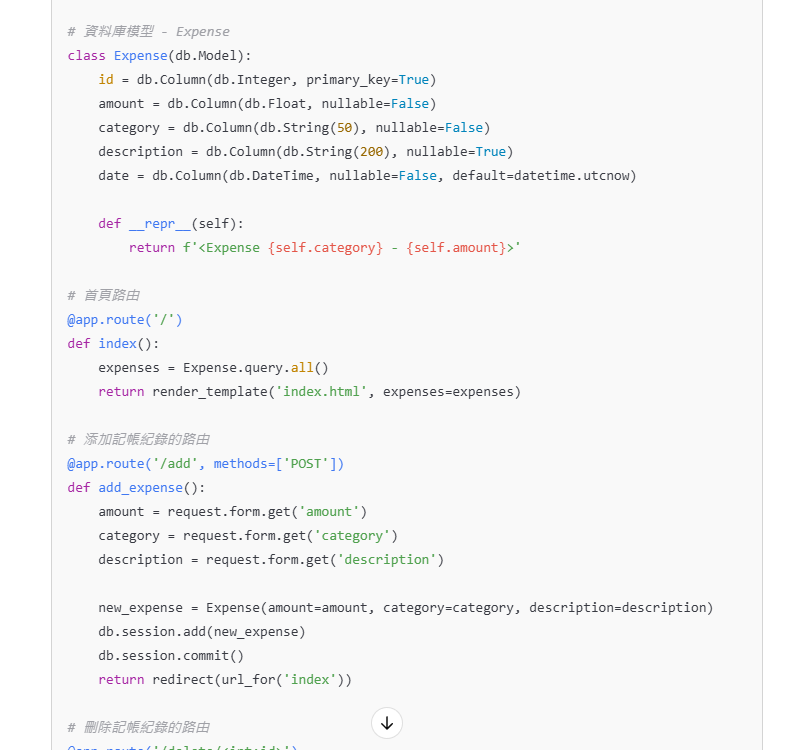 # 資料庫模型 - Expense
class Expense(db.Model):
    id = db.Column(db.Integer, primary_key=True)
    amount = db.Column(db.Float, nullable=False)
    category = db.Column(db.String(50), nullable=False)
    description = db.Column(db.String(200), nullable=True)
    date = db.Column(db.DateTime, nullable=False, default=datetime.utcnow)
    def __repr__(self):
        return f'<Expense {self.category} - {self.amount}>'
# 首頁路由
@app.route('/')
def index():
    expenses = Expense.query.all()
    return render_template('index.html', expenses=expenses)
# 添加記帳紀錄的路由
@app.route('/add', methods=['POST'])
def add_expense():
    amount = request.form.get('amount')
    category = request.form.get('category')
    description = request.form.get('description')
    new_expense = Expense(amount=amount, category=category, description=description)
    db.session.add(new_expense)
    db.session.commit()
    return redirect(url_for('index'))
# 刪除記帳紀錄的路由